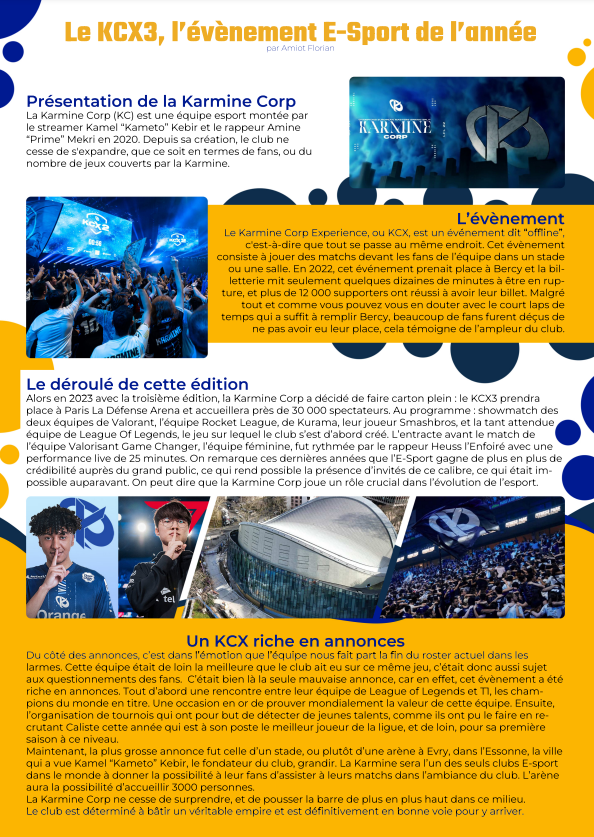 Le KCX3, l'évènement E-Sport de l'année
par Amiot Florian
Présentation de la Karmine Corp
La Karmine Corp (KC) est une équipe esport montée par
le streamer Kamel "Kameto" Kebir et le rappeur Amine
"Prime" Mekri en 2020. Depuis sa création, le club ne
cesse de s'expandre, que ce soit en termes de fans, ou du
nombre de jeux couverts par la Karmine.
KARMINE
CORP
L'évènement
Le Karmine Corp Experience, ou KCX, est un événement dit "offline",
c'est-à-dire que tout se passe au même endroit. Cet évènement
consiste à jouer des matchs devant les fans de l'équipe dans un stade
ou une salle. En 2022, cet événement prenait place à Bercy et la bil-
letterie mit seulement quelques dizaines de minutes à être en rup-
ture, et plus de 12 000 supporters ont réussi à avoir leur billet. Malgré
tout et comme vous pouvez vous en douter avec le court laps de
temps qui a suffit à remplir Bercy, beaucoup de fans furent déçus de
ne pas avoir eu leur place, cela témoigne de l'ampleur du club.
KCX2
KARMINE
Le déroulé de cette édition
Alors en 2023 avec la troisième édition, la Karmine Corp a décidé de faire carton plein : le KCX3 prendra
place à Paris La Défense Arena et accueillera près de 30 000 spectateurs. Au programme : showmatch des
deux équipes de Valorant, l'équipe Rocket League, de Kurama, leur joueur Smashbros, et la tant attendue
équipe de League Of Legends, le jeu sur lequel le club s'est d'abord créé. L'entracte avant le match de
l'équipe Valorisant Game Changer, l'équipe féminine, fut rythmée par le rappeur Heuss l'Enfoiré avec une
performance live de 25 minutes. On remarque ces dernières années que l'E-Sport gagne de plus en plus de
crédibilité auprès du grand public, ce qui rend possible la présence d'invités de ce calibre, ce qui était im-
possible auparavant. On peut dire que la Karmine Corp joue un rôle crucial dans l'évolution de l'esport.
Orange
tel
Un KCX riche en annonces
Du côté des annonces, c'est dans l'émotion que l'équipe nous fait part la fin du roster actuel dans les
larmes. Cette équipe était de loin la meilleure que le club ait eu sur ce même jeu, c'était donc aussi sujet
aux questionnements des fans. C'était bien là la seule mauvaise annonce, car en effet, cet évènement a été
riche en annonces. Tout d'abord une rencontre entre leur équipe de League of Legends et T1, les cham-
pions du monde en titre. Une occasion en or de prouver mondialement la valeur de cette équipe. Ensuite,
l'organisation de tournois qui ont pour but de détecter de jeunes talents, comme ils ont pu le faire en re-
crutant Caliste cette année qui est à son poste le meilleur joueur de la ligue, et de loin, pour sa première
saison à ce niveau.
Maintenant, la plus grosse annonce fut celle d'un stade, ou plutôt d'une arène à Evry, dans l'Essonne, la ville
qui a vue Kamel "Kameto" Kebir, le fondateur du club, grandir. La Karmine sera l'un des seuls clubs E-sport
dans le monde à donner la possibilité à leur fans d'assister à leurs matchs dans l'ambiance du club. L'arène
aura la possibilité d'accueillir 3000 personnes.
La Karmine Corp ne cesse de surprendre, et de pousser la barre de plus en plus haut dans ce milieu.
Le club est déterminé à bâtir un véritable empire et est définitivement en bonne voie pour y arriver.